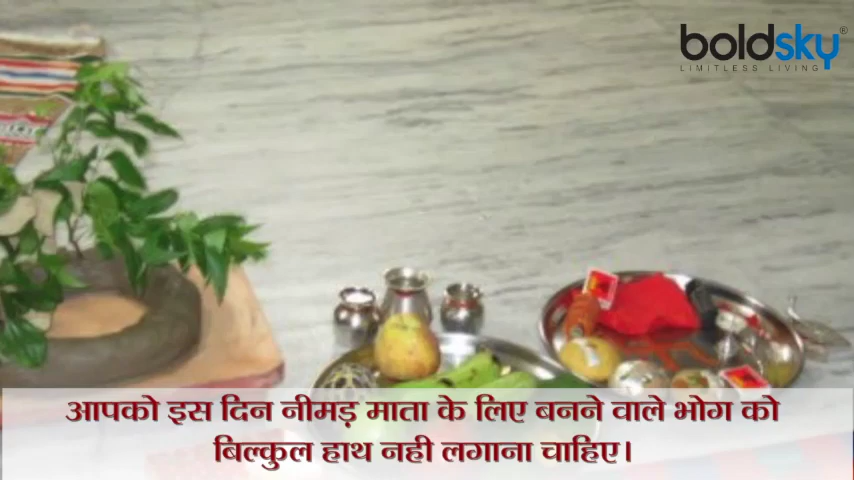 boldsky®
LIMITLESS LIVING
आपको इस दिन नीमड़ माता के लिए बनने वाले भोग को
बिल्कुल हाथ नही लगाना चाहिए।